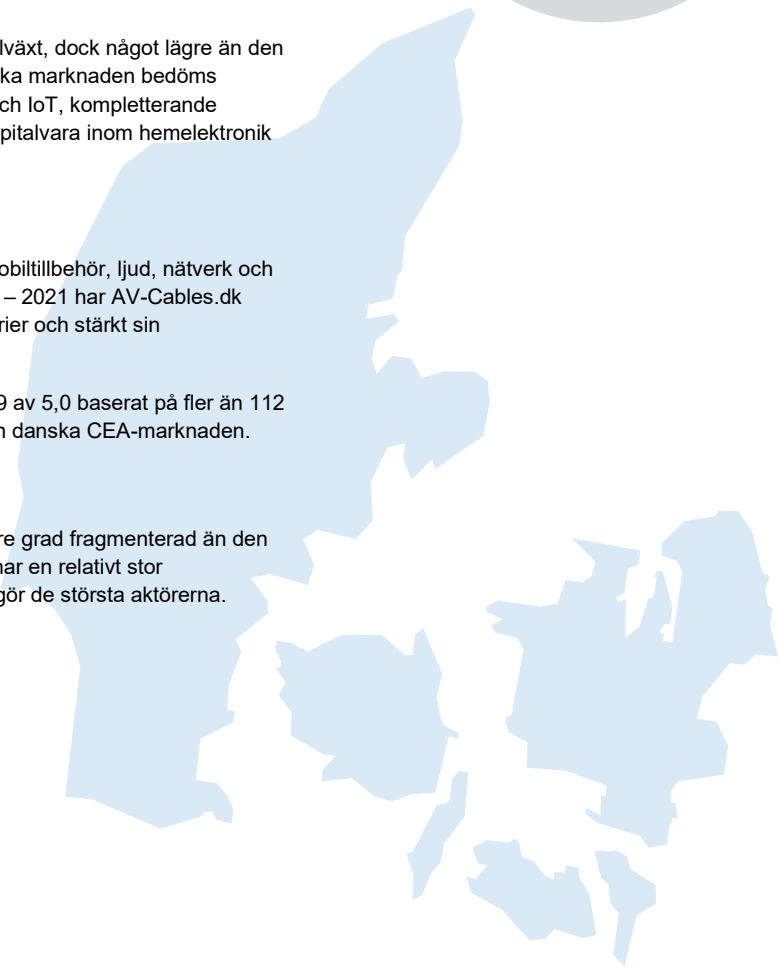 lväxt, dock något lägre än den
ka marknaden bedöms
ch IoT, kompletterande
pitalvara inom hemelektronik
obiltillbehör, ljud, nätverk och
– 2021 har AV-Cables.dk
rier och stärkt sin
9 av 5,0 baserat på fler än 112
n danska CEA-marknaden.
re grad fragmenterad än den
har en relativt stor
gör de största aktörerna.